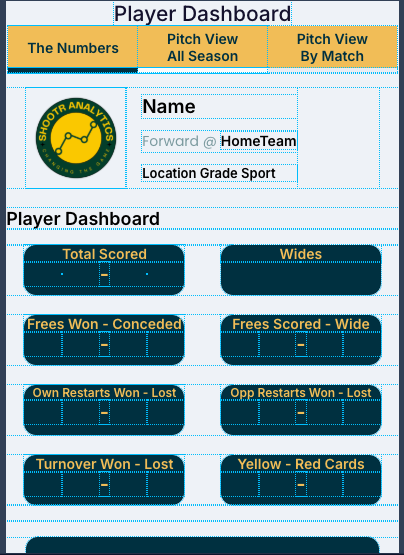 Player Dashboard
The Numbers
Pitch View
All Season
Pitch View
By Match
SHOOTR ANALYTICS
CHANGING THE GAME
Name
Forward @ HomeTeam
Location Grade Sport
Player Dashboard
Total Scored
-
Wides
Frees Won - Conceded
-
Frees Scored - Wide
-
Own Restarts Won - Lost
-
Opp Restarts Won - Lost
-
Turnover Won - Lost
-
Yellow - Red Cards
-